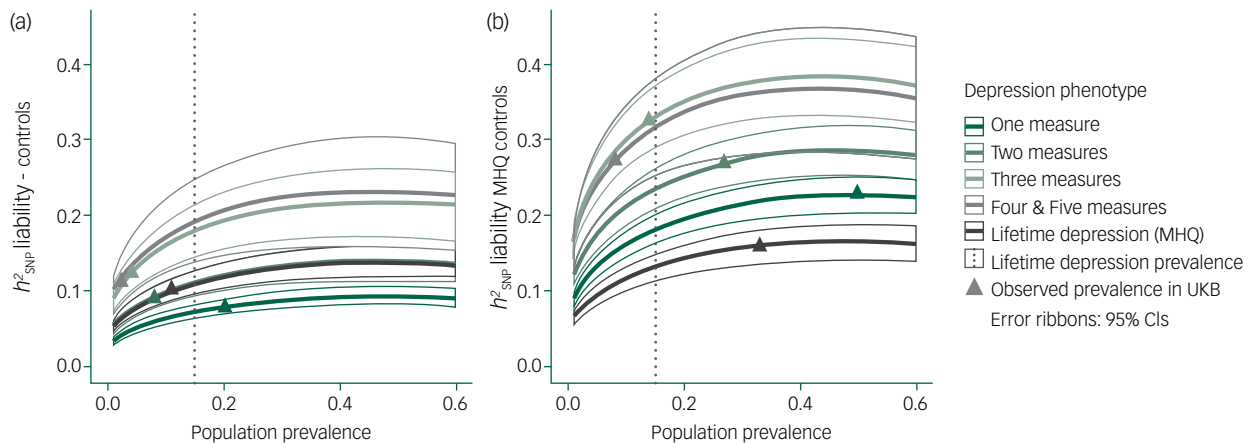 (a)
h²SNP liability - controls
0.4
0.3
0.2
0.1
0.0
0.0 0.2 0.4 0.6
Population prevalence
(b)
h²SNP liability MHQ controls
0.4
0.3
0.2
0.1
0.0
0.0 0.2 0.4 0.6
Population prevalence
Depression phenotype
One measure
Two measures
Three measures
Four & Five measures
Lifetime depression (MHQ)
Lifetime depression prevalence
Observed prevalence in UKB
Error ribbons: 95% CIs